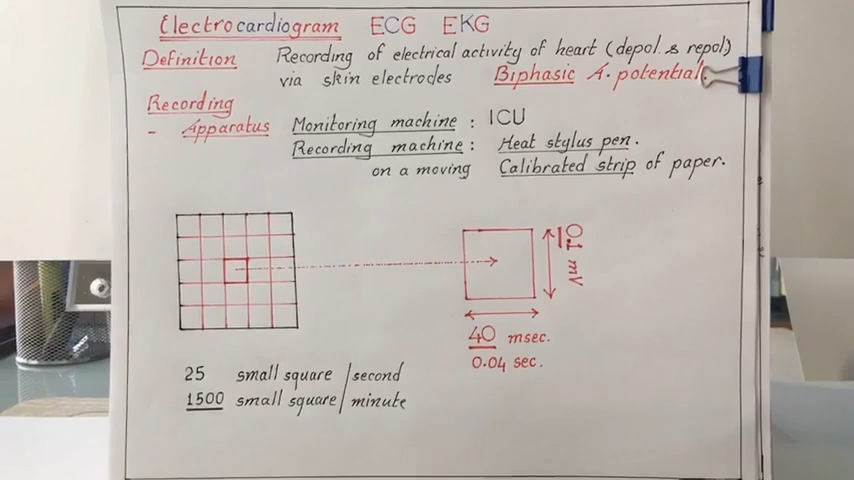 Electrocardiogram ECG EKG
Definition Recording of electrical activity of heart (depol. & repol)
via skin electrodes Biphasic A. potential.
Recording
- Apparatus Monitoring machine : ICU
Recording machine : Heat stylus pen.
on a moving Calibrated strip of paper.
0.1 mV
40 msec.
0.04 sec.
25 small square / second
1500 small square / minute